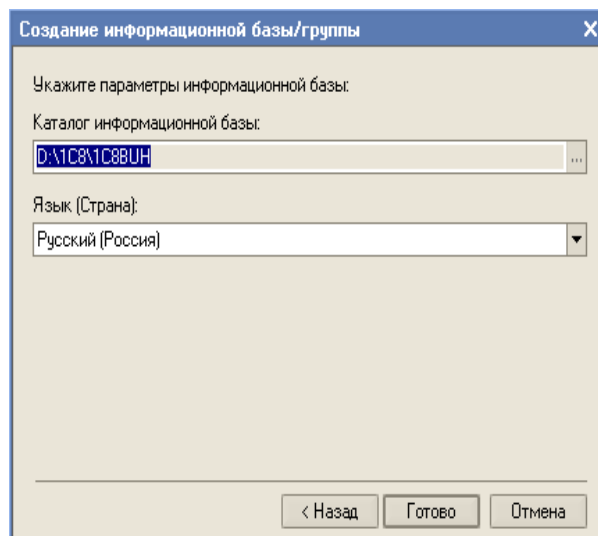 Создание информационной базы/группы
Укажите параметры информационной базы:
Каталог информационной базы:
D:\1C8\1C8BUH
...
Язык (Страна):
Русский (Россия)
< Назад Готово Отмена